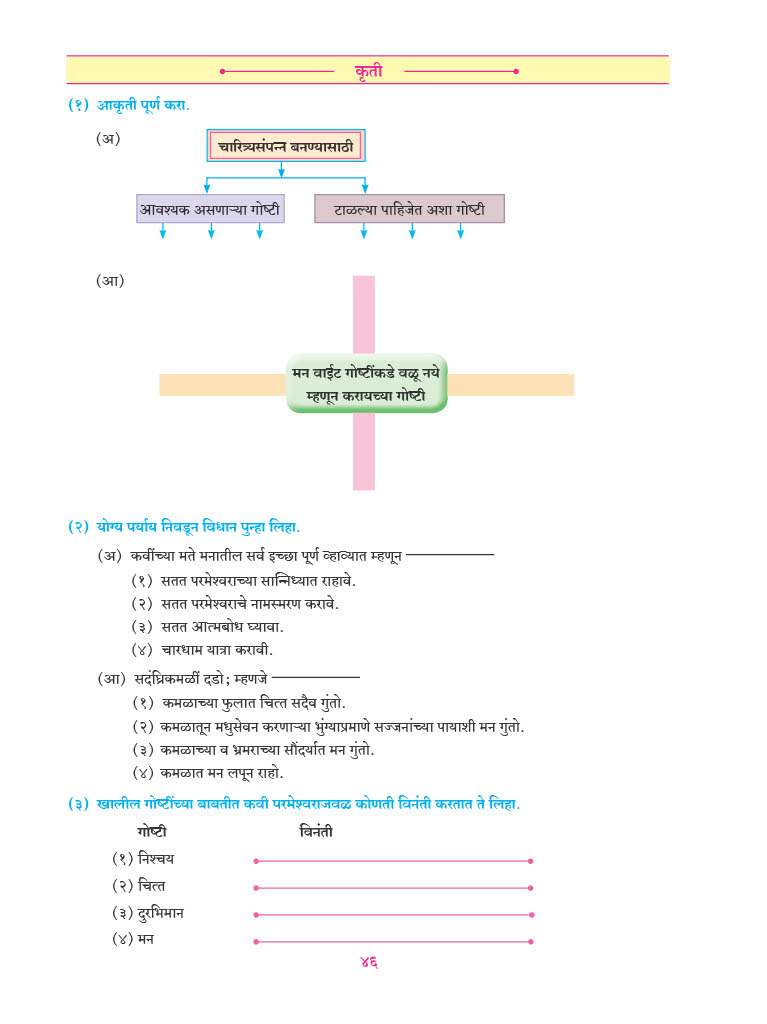 कृती
(१) आकृती पूर्ण करा.
(अ)
चारित्र्यसंपन्न बनण्यासाठी
आवश्यक असणाऱ्या गोष्टी
टाळल्या पाहिजेत अशा गोष्टी
(आ)
मन वाईट गोष्टींकडे वळू नये
म्हणून करायच्या गोष्टी
(२) योग्य पर्याय निवडून विधान पुन्हा लिहा.
(अ) कवींच्या मते मनातील सर्व इच्छा पूर्ण व्हाव्यात म्हणून
(१) सतत परमेश्वराच्या सान्निध्यात राहावे.
(२) सतत परमेश्वराचे नामस्मरण करावे.
(३) सतत आत्मबोध घ्यावा.
(४) चारधाम यात्रा करावी.
(आ) सदंघ्रिकमळीं दडो; म्हणजे
(१) कमळाच्या फुलात चित्त सदैव गुंतो.
(२) कमळातून मधुसेवन करणाऱ्या भुंग्याप्रमाणे सज्जनांच्या पायाशी मन गुंतो.
(३) कमळाच्या व भ्रमराच्या सौंदर्यात मन गुंतो.
(४) कमळात मन लपून राहो.
(३) खालील गोष्टींच्या बाबतीत कवी परमेश्वराजवळ कोणती विनंती करतात ते लिहा.
गोष्टी विनंती
(१) निश्चय
(२) चित्त
(३) दुरभिमान
(४) मन
४६